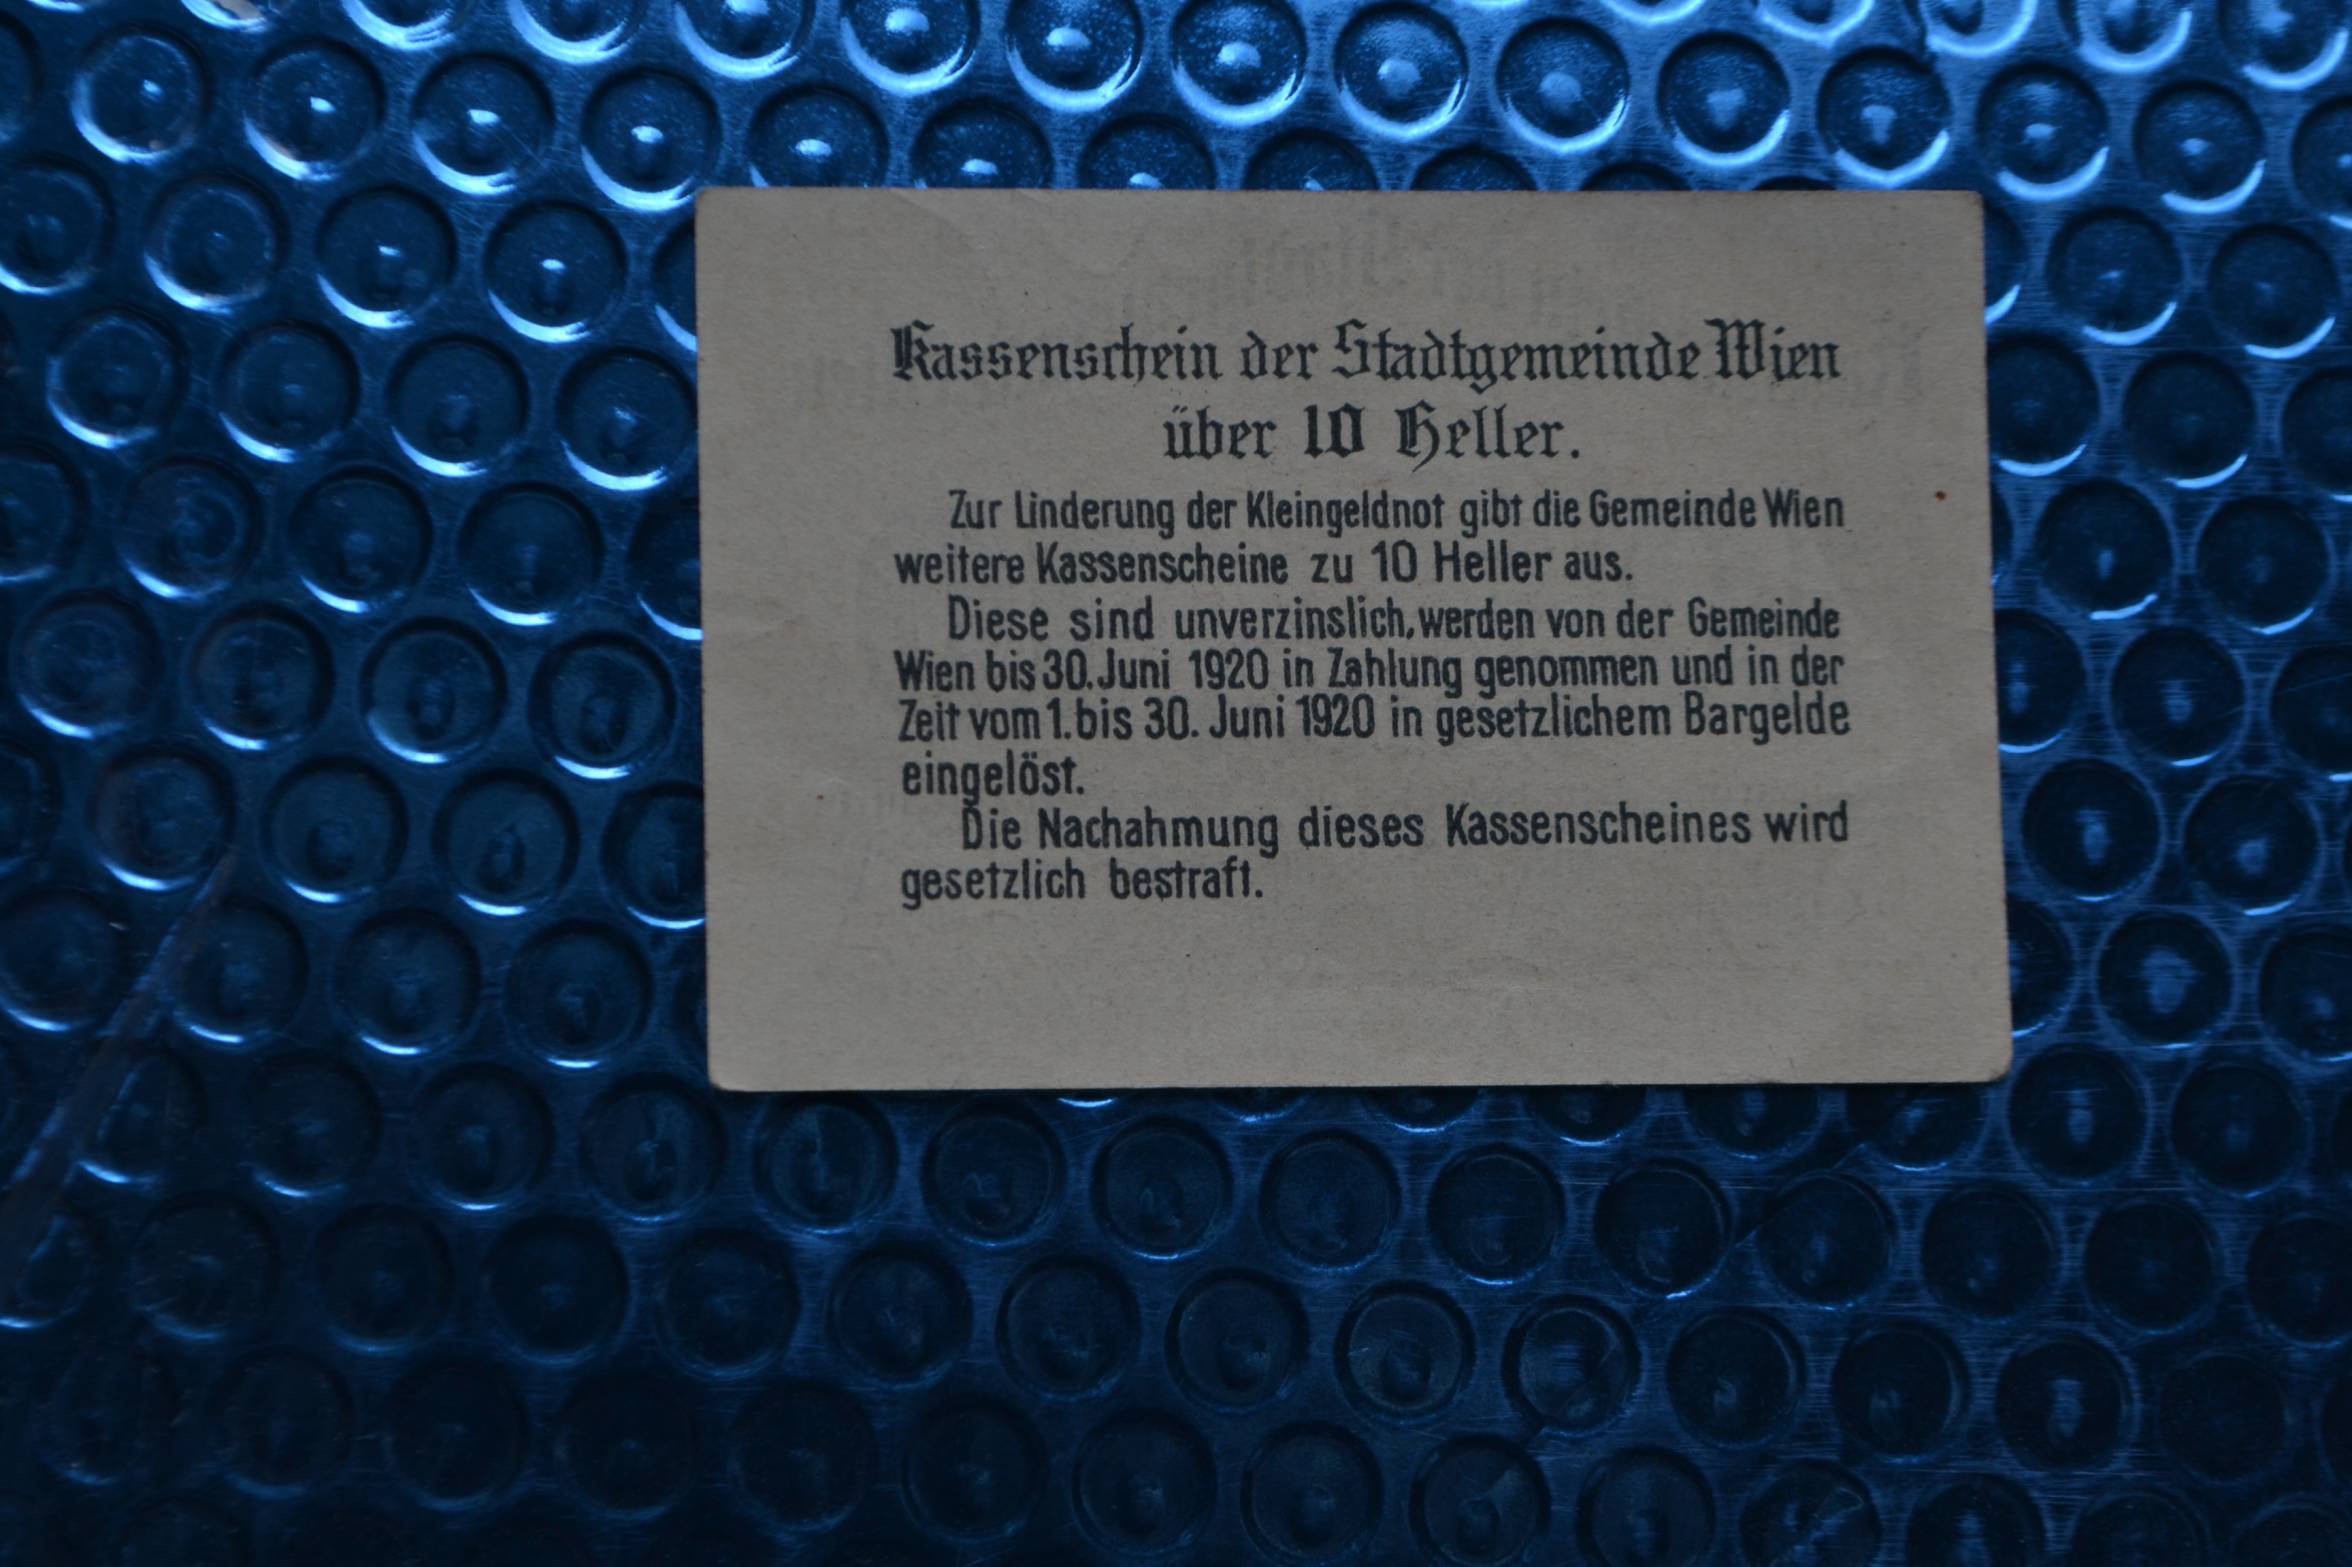 Kassenschein der Stadtgemeinde Wien
über 10 Heller.
Zur Linderung der Kleingeldnot gibt die Gemeinde Wien
weitere Kassenscheine zu 10 Heller aus.
Diese sind unverzinslich, werden von der Gemeinde
Wien bis 30. Juni 1920 in Zahlung genommen und in der
Zeit vom 1. bis 30. Juni 1920 in gesetzlichem Bargelde
eingelöst.
Die Nachahmung dieses Kassenscheines wird
gesetzlich bestraft.